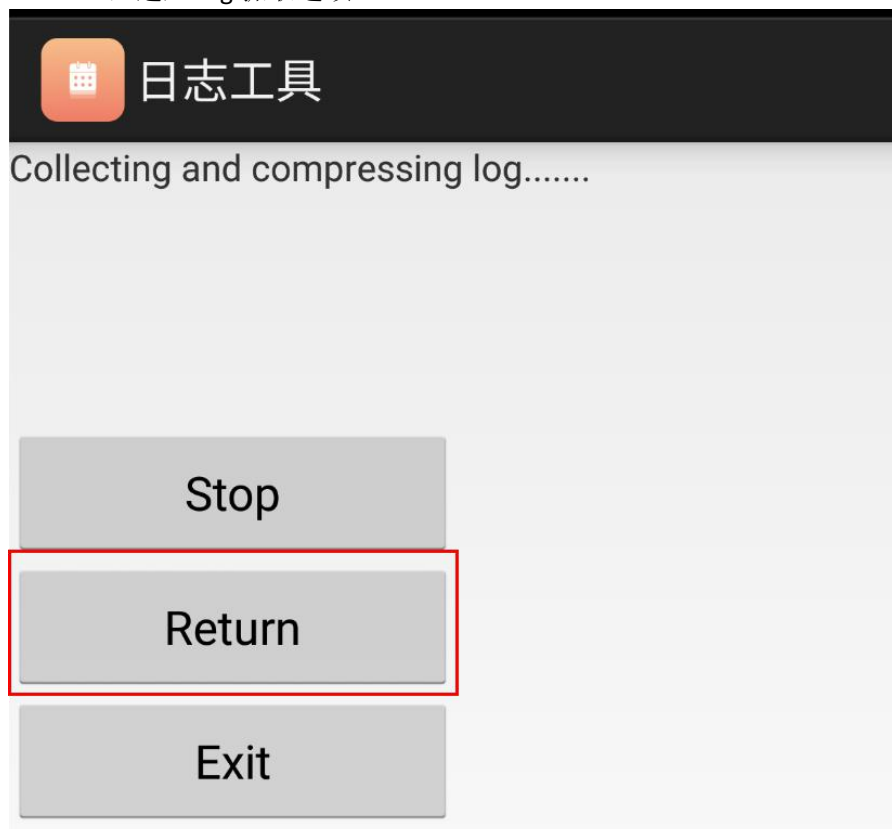 日志工具
Collecting and compressing log.......
Stop
Return
Exit